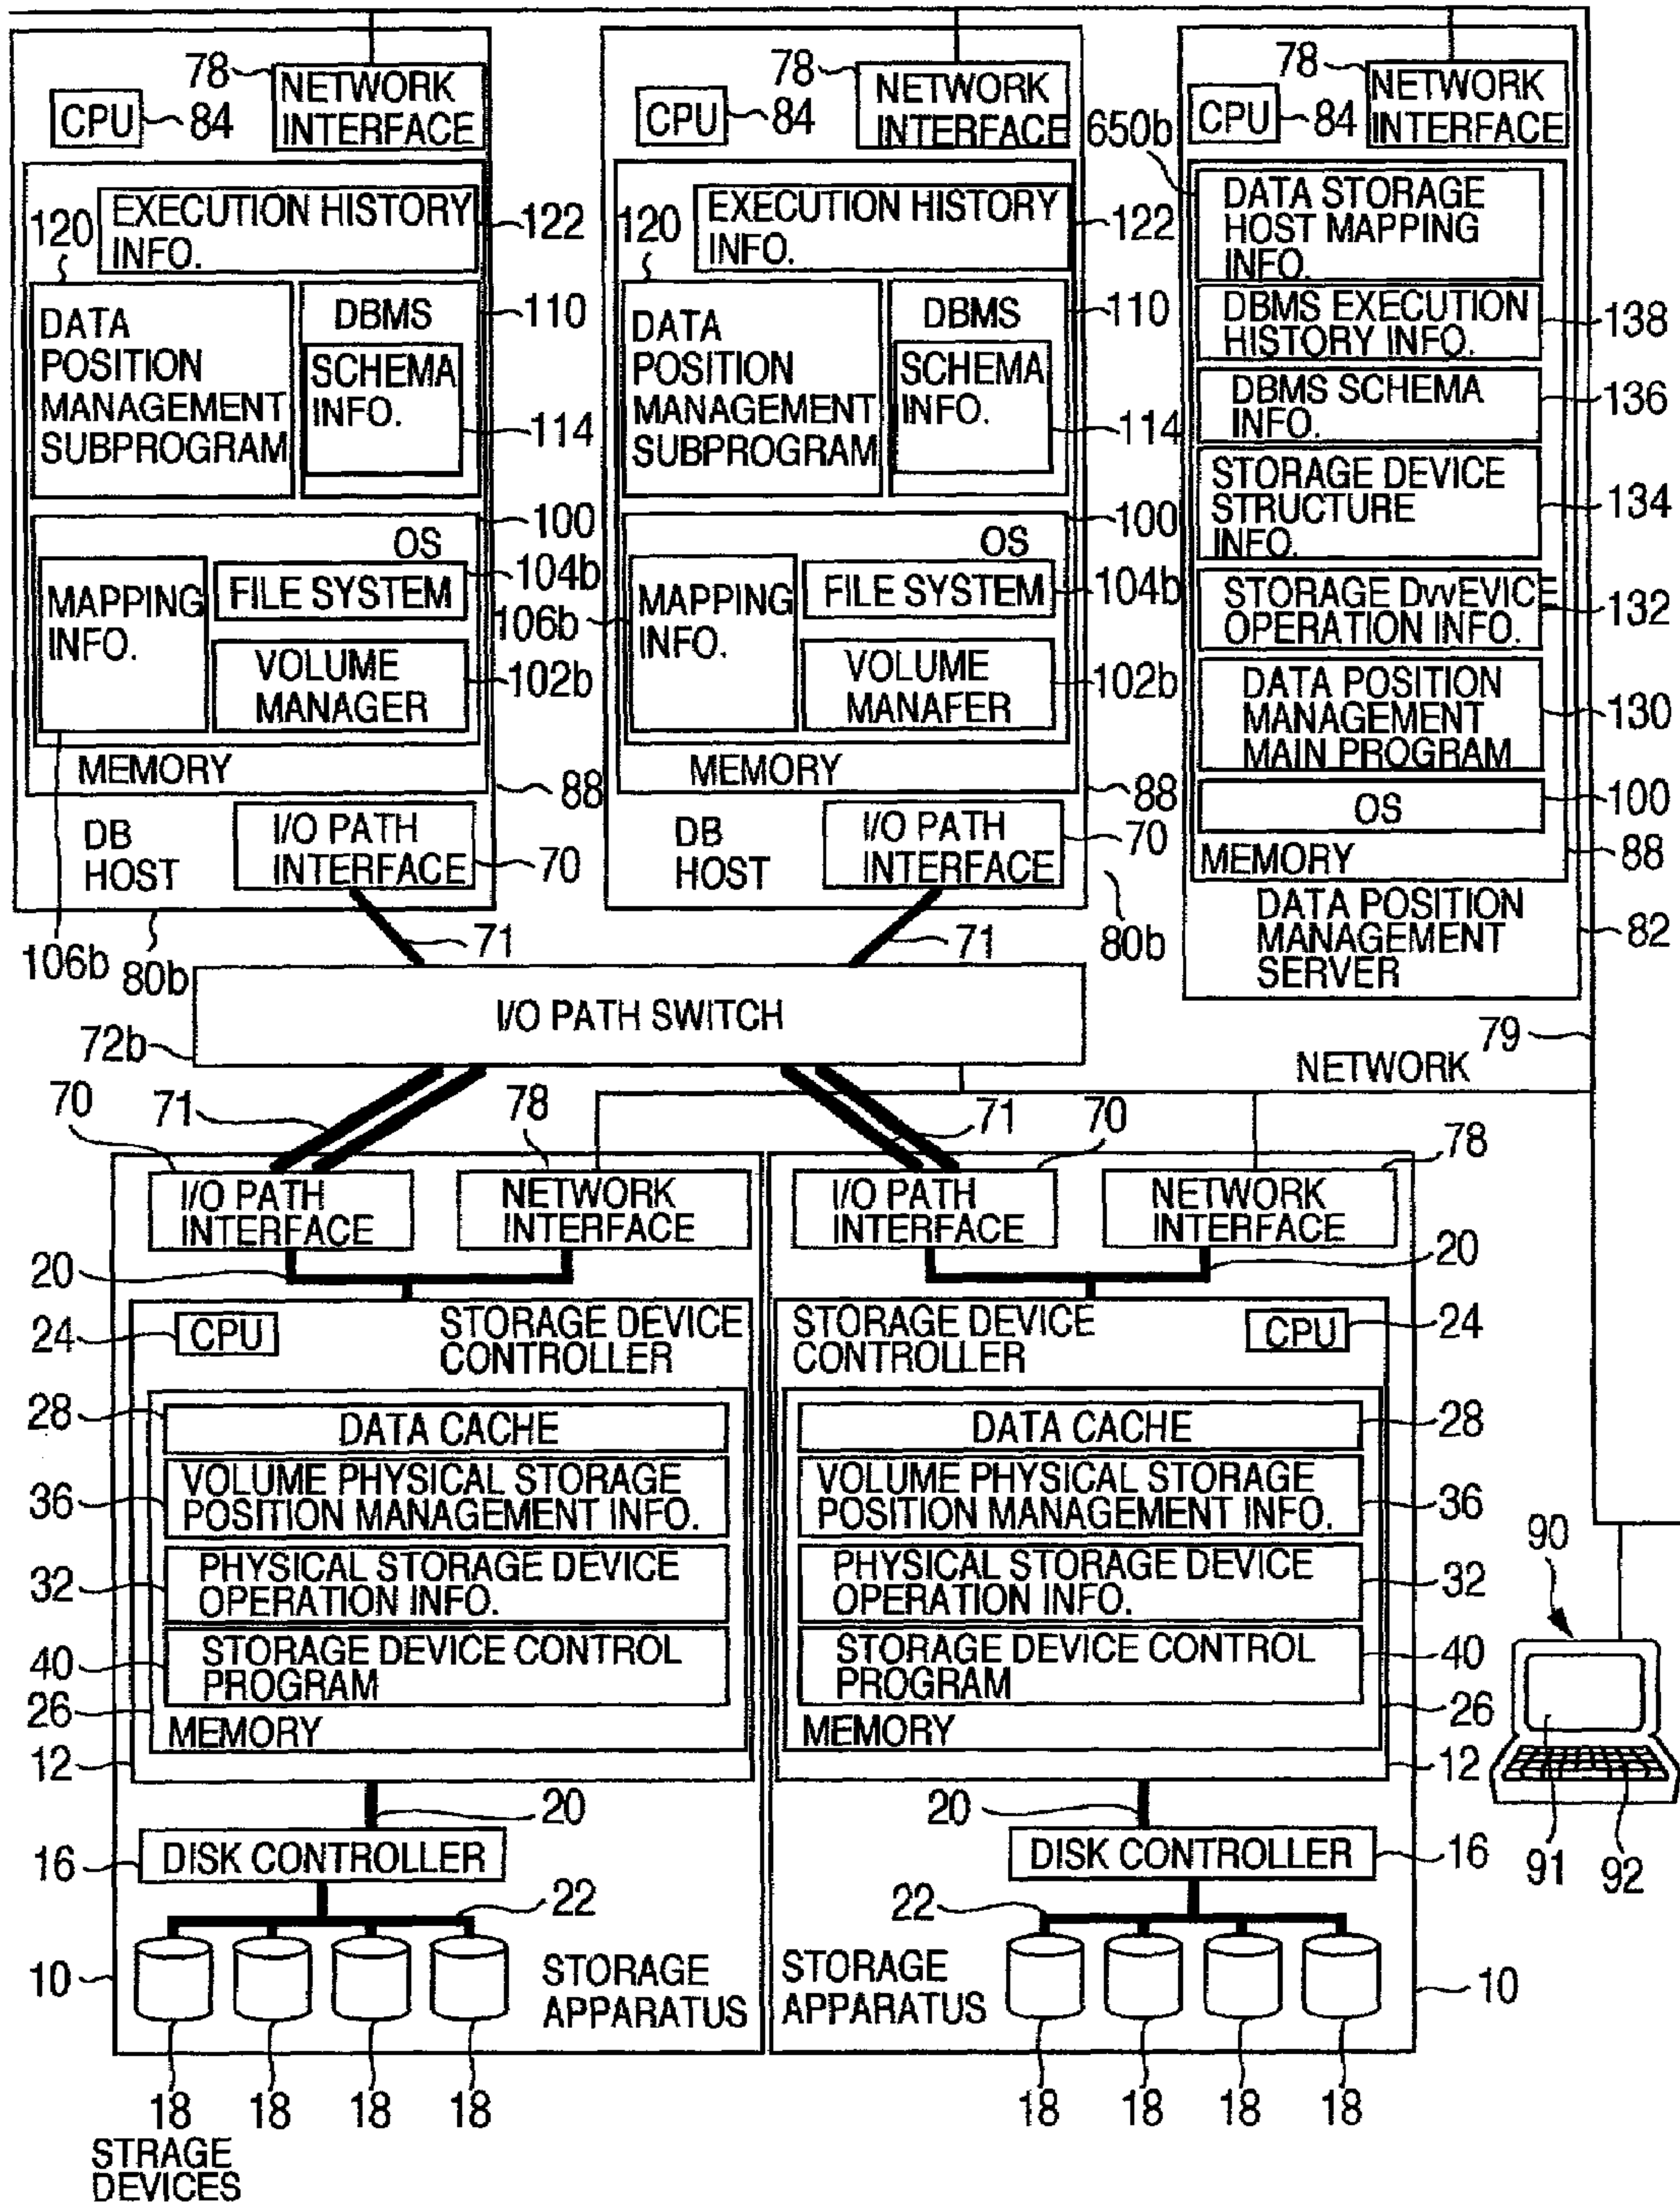 78
NETWORK
INTERFACE
CPU
84
EXECUTION HISTORY
INFO.
120
122
DATA
POSITION
MANAGEMENT
SUBPROGRAM
DBMS
110
SCHEMA
INFO.
114
100
OS
MAPPING
INFO.
FILE SYSTEM
104b
VOLUME
MANAGER
102b
MEMORY
88
DB
HOST
I/O PATH
INTERFACE
70
106b
80b
71
78
NETWORK
INTERFACE
CPU
84
EXECUTION HISTORY
INFO.
120
122
DATA
POSITION
MANAGEMENT
SUBPROGRAM
DBMS
110
SCHEMA
INFO.
114
100
OS
106b
MAPPING
INFO.
FILE SYSTEM
104b
VOLUME
MANAFER
102b
MEMORY
88
DB
HOST
I/O PATH
INTERFACE
70
80b
71
78
NETWORK
INTERFACE
CPU
84
650b
DATA STORAGE
HOST MAPPING
INFO.
DBMS EXECUTION
HISTORY INFO.
138
DBMS SCHEMA
INFO.
136
STORAGE DEVICE
STRUCTURE
INFO.
134
STORAGE DvvEVICE
OPERATION INFO.
132
DATA POSITION
MANAGEMENT
MAIN PROGRAM
130
OS
100
MEMORY
88
DATA POSITION
MANAGEMENT
SERVER
82
I/O PATH SWITCH
72b
79
NETWORK
70
71
78
I/O PATH
INTERFACE
NETWORK
INTERFACE
20
24
CPU
STORAGE DEVICE
CONTROLLER
28
DATA CACHE
36
VOLUME PHYSICAL STORAGE
POSITION MANAGEMENT INFO.
32
PHYSICAL STORAGE DEVICE
OPERATION INFO.
40
STORAGE DEVICE CONTROL
PROGRAM
26
MEMORY
12
20
16
DISK CONTROLLER
22
10
STORAGE
APPARATUS
18
18
18
18
STRAGE
DEVICES
71
70
78
I/O PATH
INTERFACE
NETWORK
INTERFACE
20
STORAGE DEVICE
CONTROLLER
CPU
24
DATA CACHE
28
VOLUME PHYSICAL STORAGE
POSITION MANAGEMENT INFO.
36
PHYSICAL STORAGE DEVICE
OPERATION INFO.
32
STORAGE DEVICE CONTROL
PROGRAM
40
MEMORY
26
12
20
DISK CONTROLLER
16
22
STORAGE
APPARATUS
10
18
18
18
18
90
91
92